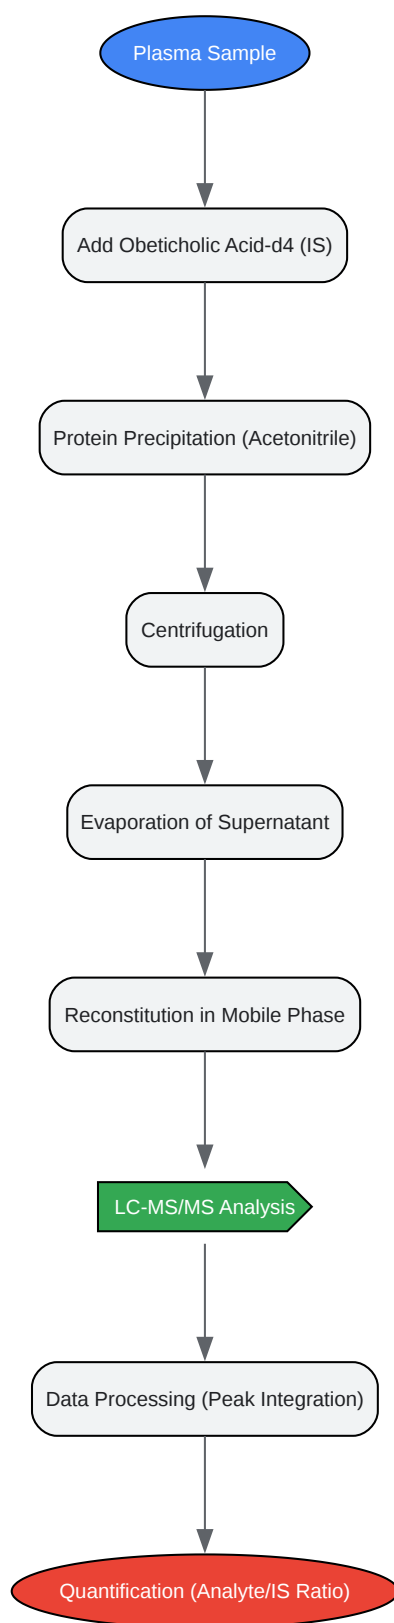 Plasma Sample
Add Obeticholic Acid-d4 (IS)
Protein Precipitation (Acetonitrile)
Centrifugation
Evaporation of Supernatant
Reconstitution in Mobile Phase
LC-MS/MS Analysis
Data Processing (Peak Integration)
Quantification (Analyte/IS Ratio)